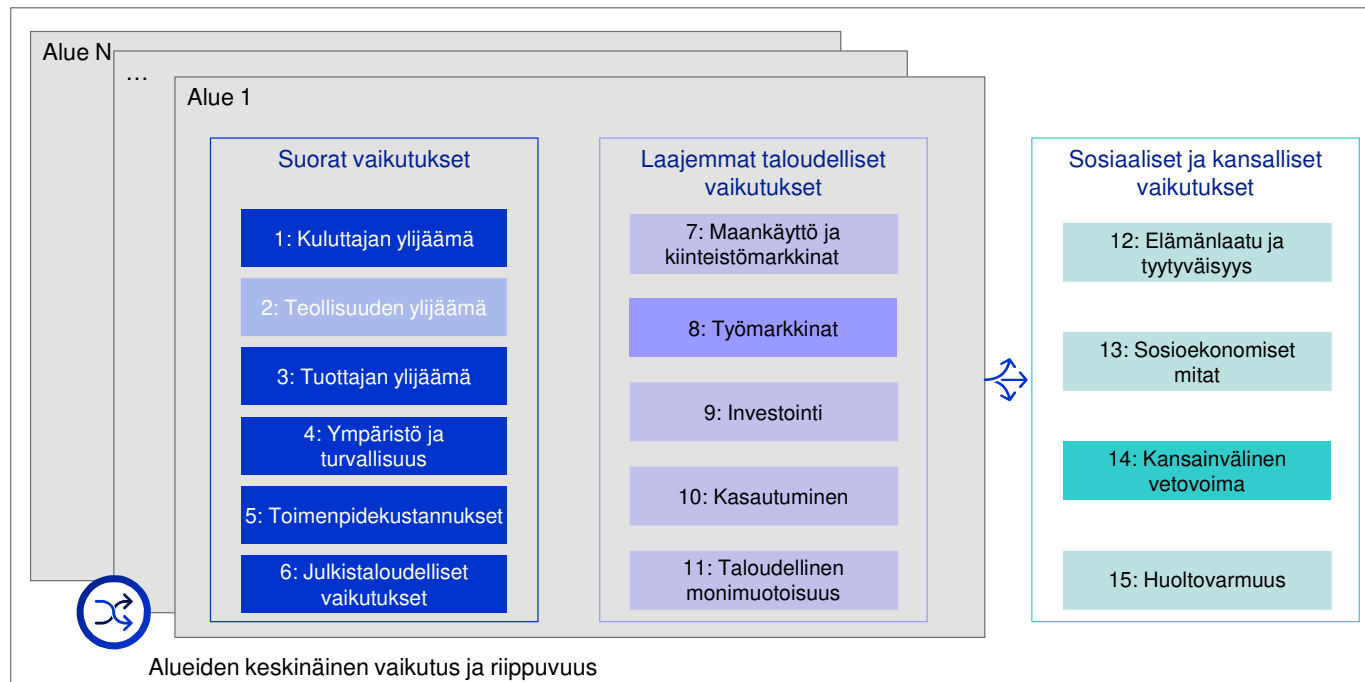 Alue N
…
Alue 1
Suorat vaikutukset
1: Kuluttajan ylijäämä
2: Teollisuuden ylijäämä
3: Tuottajan ylijäämä
4: Ympäristö ja
turvallisuus
5: Toimenpidekustannukset
6: Julkistaloudelliset
vaikutukset
Laajemmat taloudelliset
vaikutukset
7: Maankäyttö ja
kiinteistömarkkinat
8: Työmarkkinat
9: Investointi
10: Kasautuminen
11: Taloudellinen
monimuotoisuus
Sosiaaliset ja kansalliset
vaikutukset
12: Elämänlaatu ja
tyytyväisyys
13: Sosioekonomiset
mitat
14: Kansainvälinen
vetovoima
15: Huoltovarmuus
Alueiden keskinäinen vaikutus ja riippuvuus